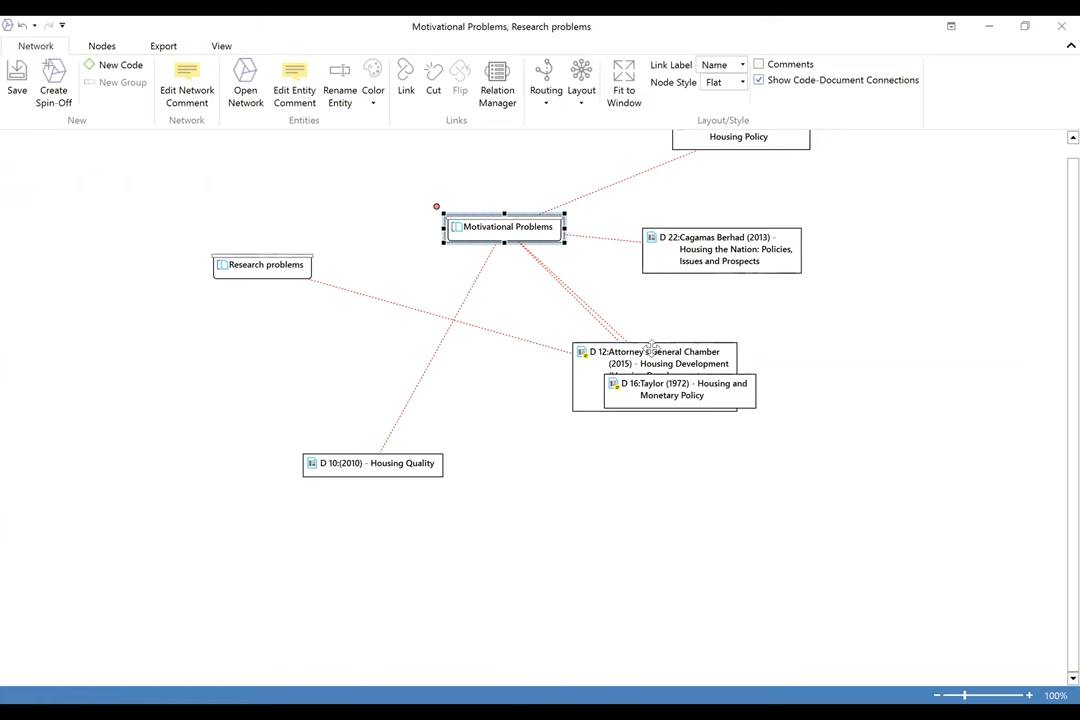 Motivational Problems, Research problems
Network
Nodes
Export
View
Save
Create
Spin-Off
New Code
New Group
New
Edit Network
Comment
Network
Open
Network
Edit Entity
Comment
Rename
Entity
Color
Entities
Link
Cut
Flip
Relation
Manager
Links
Routing
Layout
Fit to
Window
Link Label
Name
Node Style
Flat
Comments
Show Code-Document Connections
Layout/Style
Housing Policy
Motivational Problems
D 22:Cagamas Berhad (2013) -
Housing the Nation: Policies,
Issues and Prospects
Research problems
D 12:Attorney's General Chamber
(2015) - Housing Development
D 16:Taylor (1972) - Housing and
Monetary Policy
D 10:(2010) - Housing Quality
100%